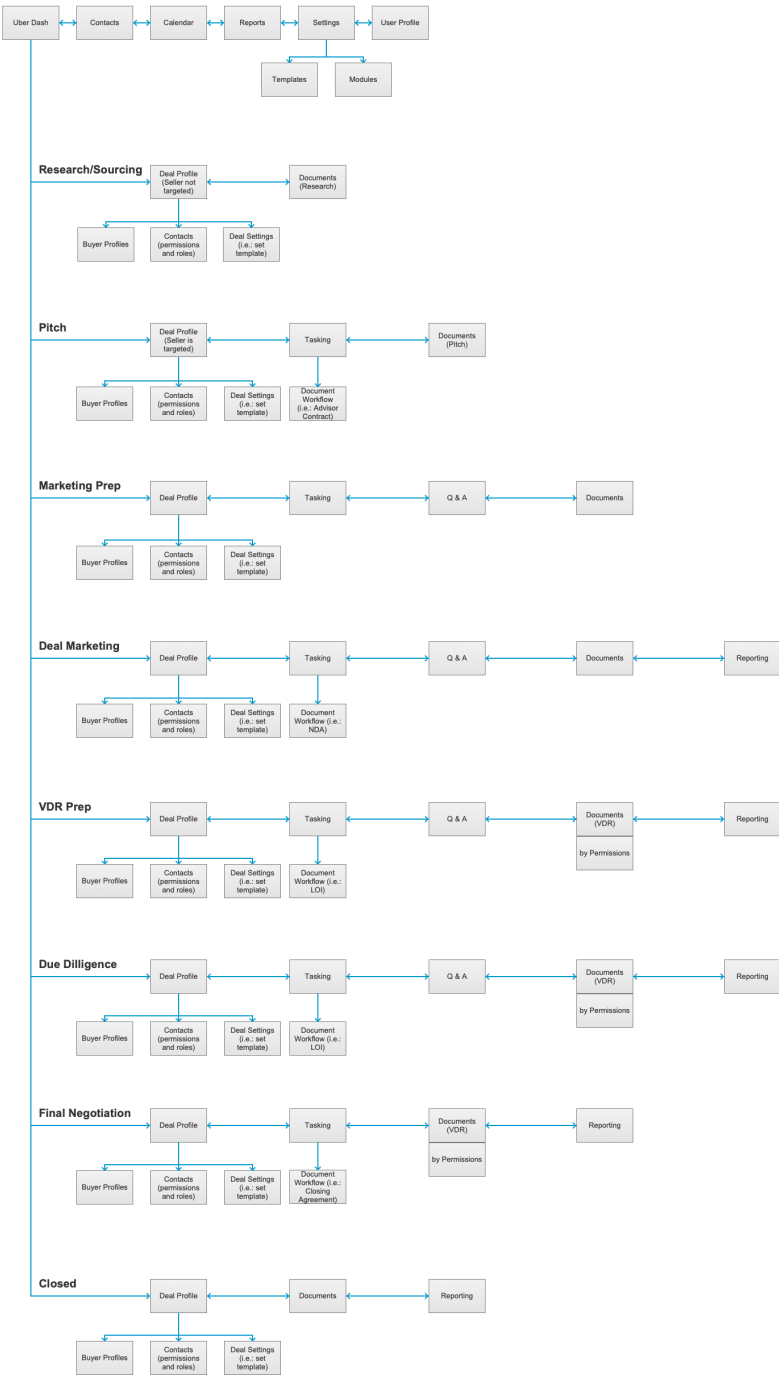 Uber Dash
Contacts
Calendar
Reports
Settings
User Profile
Templates
Modules
Research/Sourcing
Deal Profile
(Seller not
targeted)
Documents
(Research)
Buyer Profiles
Contacts
(permissions
and roles)
Deal Settings
(i.e.: set
template)
Pitch
Deal Profile
(Seller is
targeted)
Tasking
Documents
(Pitch)
Buyer Profiles
Contacts
(permissions
and roles)
Deal Settings
(i.e.: set
template)
Document
Workflow
(i.e.: Advisor
Contract)
Marketing Prep
Deal Profile
Tasking
Q & A
Documents
Buyer Profiles
Contacts
(permissions
and roles)
Deal Settings
(i.e.: set
template)
Deal Marketing
Deal Profile
Tasking
Q & A
Documents
Reporting
Buyer Profiles
Contacts
(permissions
and roles)
Deal Settings
(i.e.: set
template)
Document
Workflow (i.e.:
NDA)
VDR Prep
Deal Profile
Tasking
Q & A
Documents
(VDR)
by Permissions
Reporting
Buyer Profiles
Contacts
(permissions
and roles)
Deal Settings
(i.e.: set
template)
Document
Workflow (i.e.:
LOI)
Due Dilligence
Deal Profile
Tasking
Q & A
Documents
(VDR)
by Permissions
Reporting
Buyer Profiles
Contacts
(permissions
and roles)
Deal Settings
(i.e.: set
template)
Document
Workflow (i.e.:
LOI)
Final Negotiation
Deal Profile
Tasking
Documents
(VDR)
by Permissions
Reporting
Buyer Profiles
Contacts
(permissions
and roles)
Deal Settings
(i.e.: set
template)
Document
Workflow (i.e.:
Closing
Agreement)
Closed
Deal Profile
Documents
Reporting
Buyer Profiles
Contacts
(permissions
and roles)
Deal Settings
(i.e.: set
template)